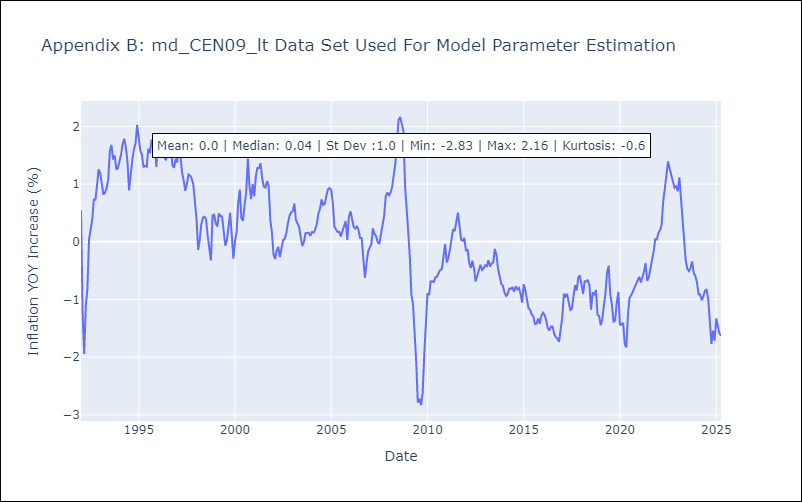 Appendix B: md_CEN09_lt Data Set Used For Model Parameter Estimation
Mean: 0.0 | Median: 0.04 | St Dev :1.0 | Min: -2.83 | Max: 2.16 | Kurtosis: -0.6
Inflation YOY Increase (%)
2
1
0
−1
−2
−3
1995 2000 2005 2010 2015 2020 2025
Date